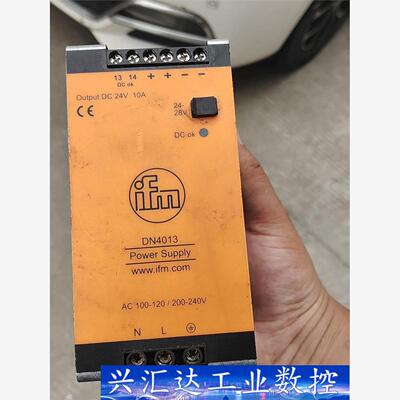 13 14 + + − −
DC ok
Output DC 24V 10A
CE
24-
28V
DC-ok
ifm
DN4013
Power Supply
www.ifm.com
AC 100-120 / 200-240V
N L ⏚
兴汇达工业数控